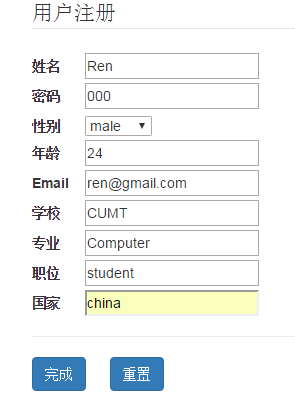 用户注册
姓名 Ren
密码 000
性别 male
年龄 24
Email ren@gmail.com
学校 CUMT
专业 Computer
职位 student
国家 china
完成 重置